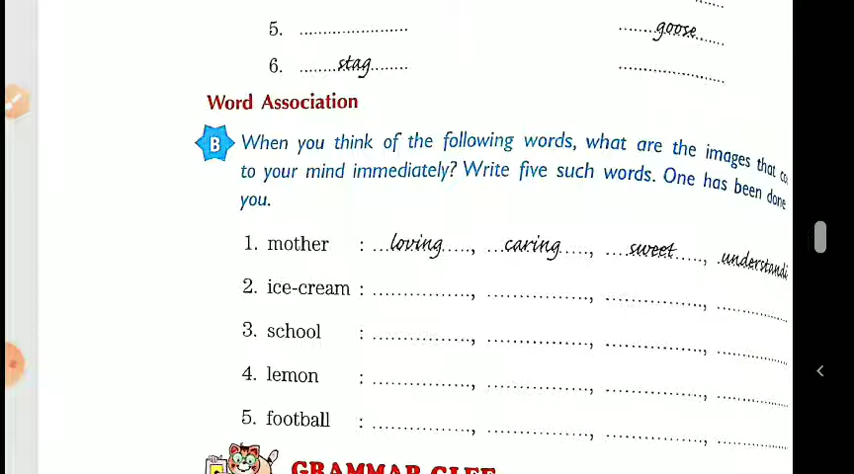 5. .................... .......goose......
6. ........stag........ ....................
Word Association
B When you think of the following words, what are the images that
to your mind immediately? Write five such words. One has been done
you.
1. mother : ...loving...., ...caring....., ....sweet....., .understandi
2. ice-cream : ...................., ...................., ...................., ..............
3. school : ...................., ...................., ...................., ..............
4. lemon : ...................., ...................., ...................., ..............
5. football : ...................., ...................., ...................., ..............
GRAMMAR GLEE